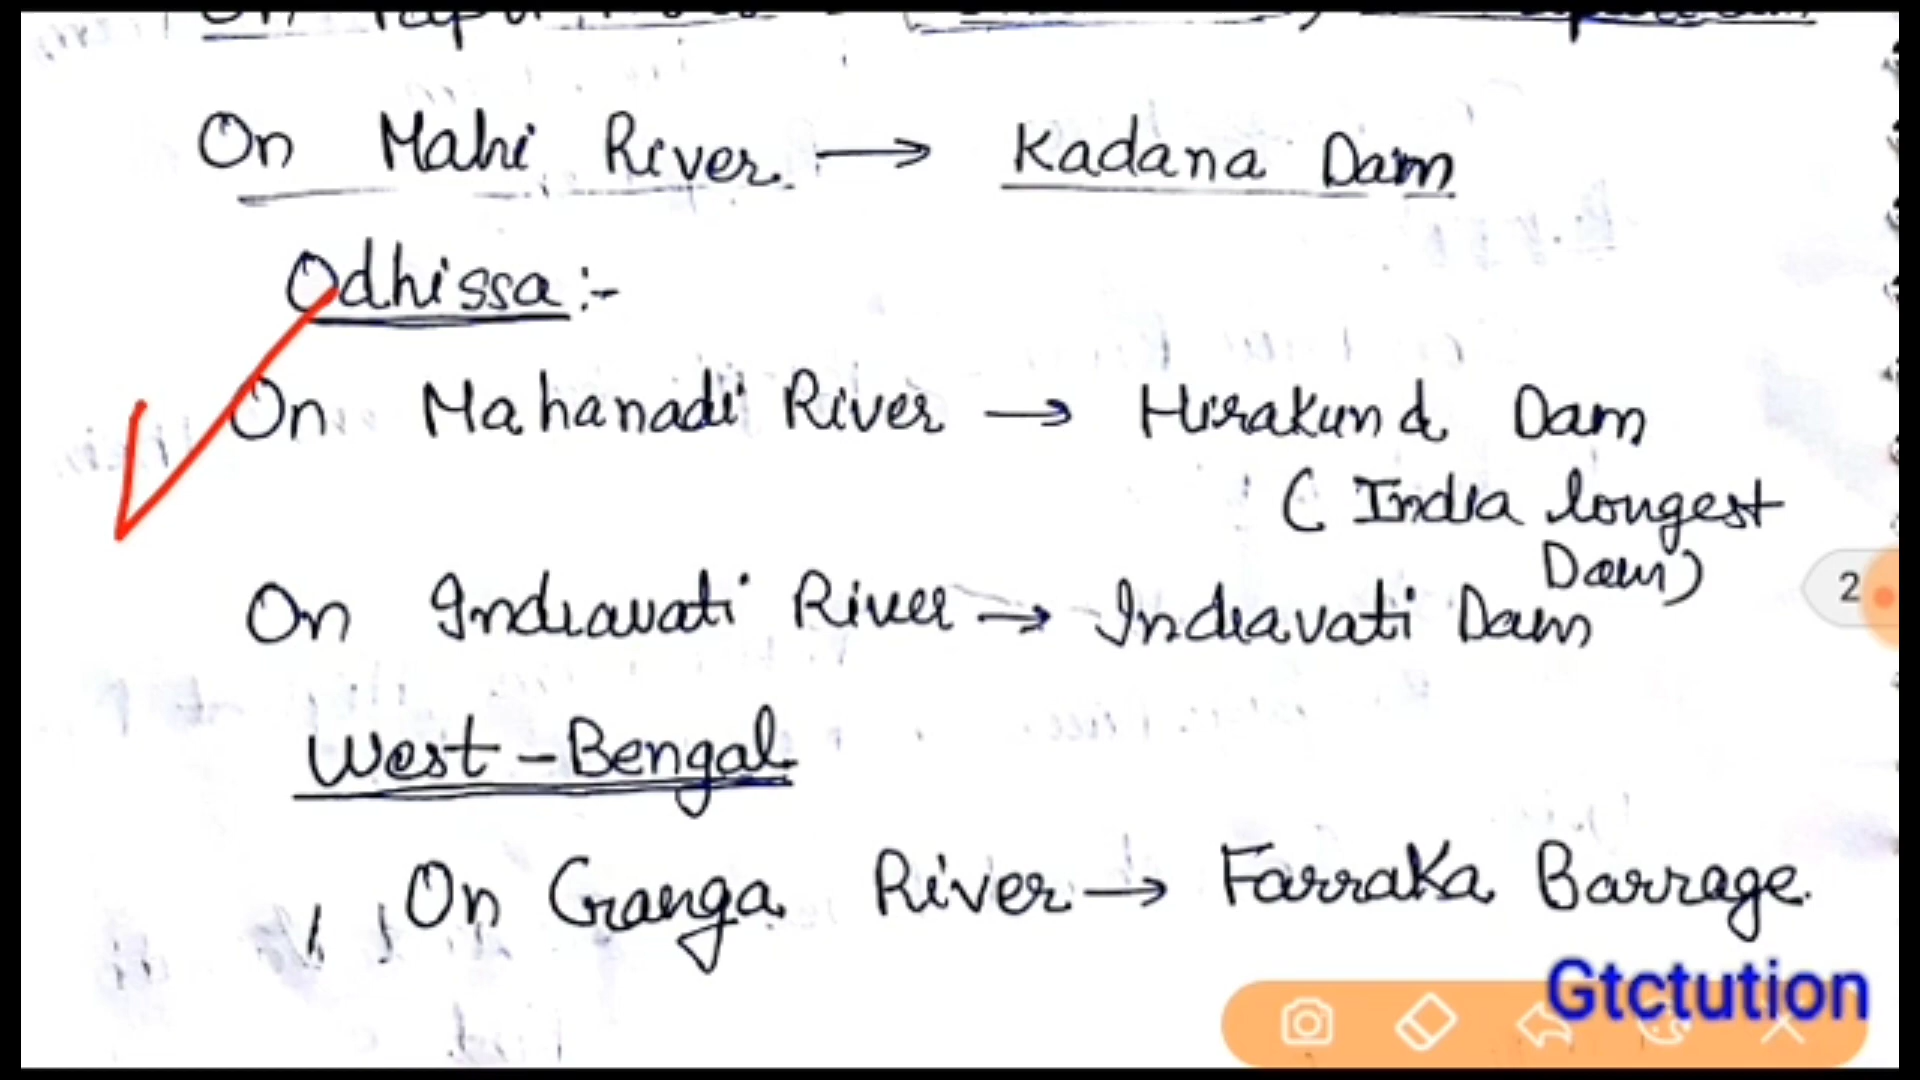 On Mahi River → Kadana Dam
Odhissa :-
On Mahanadi River → Hirakund Dam
( India longest
Dam)
On Indravati River → Indravati Dam
West - Bengal
On Ganga River → Farraka Barrage.
2
Gtctution